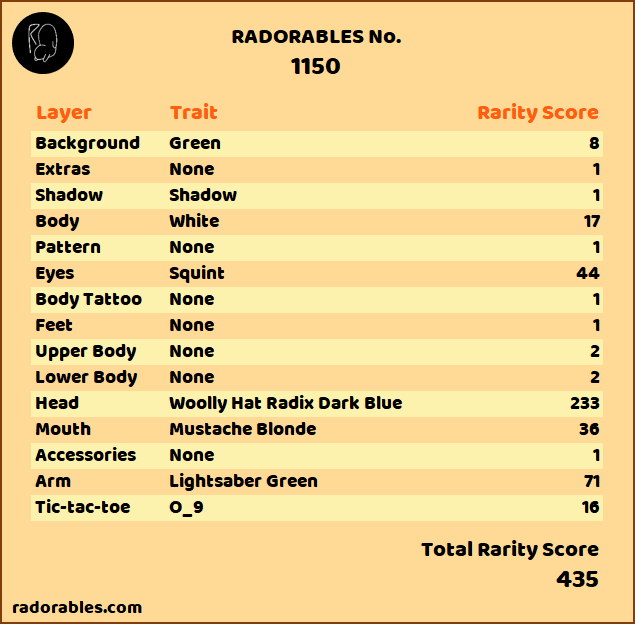 RADORABLES No.
1150
Layer Trait Rarity Score
Background Green 8
Extras None 1
Shadow Shadow 1
Body White 17
Pattern None 1
Eyes Squint 44
Body Tattoo None 1
Feet None 1
Upper Body None 2
Lower Body None 2
Head Woolly Hat Radix Dark Blue 233
Mouth Mustache Blonde 36
Accessories None 1
Arm Lightsaber Green 71
Tic-tac-toe O_9 16
Total Rarity Score
435
radorables.com